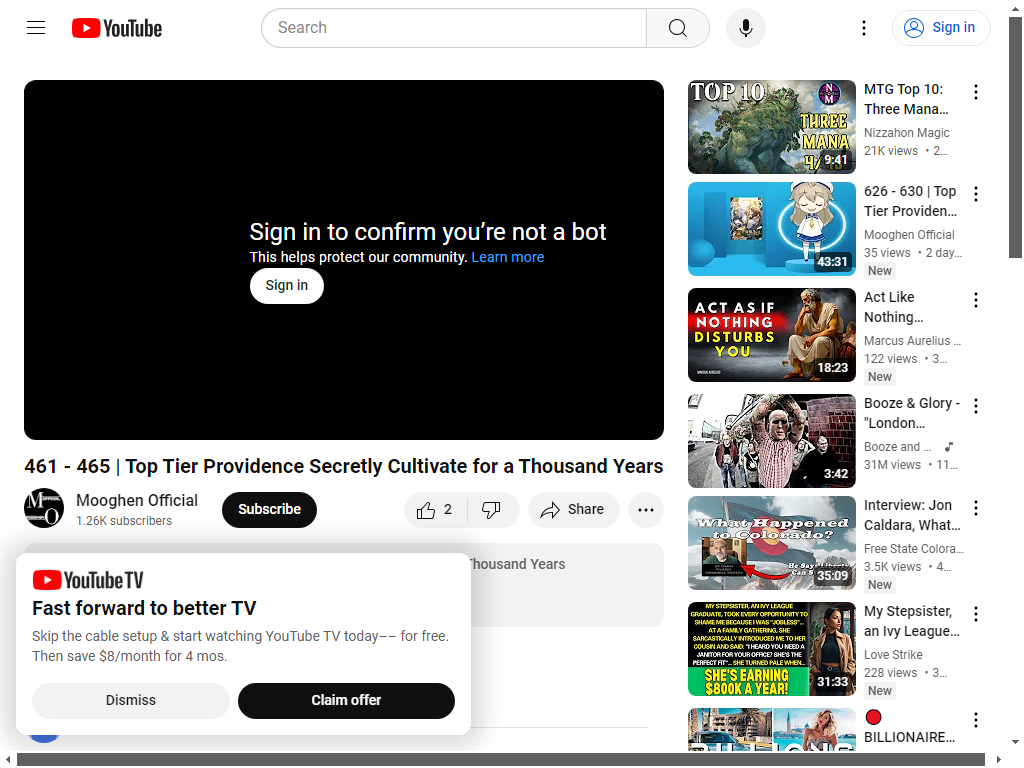 YouTube
Search
Sign in
Sign in to confirm you’re not a bot
This helps protect our community. Learn more
Sign in
461 - 465 | Top Tier Providence Secretly Cultivate for a Thousand Years
Mooghen Official
1.26K subscribers
Subscribe
2
Share
Thousand Years
YouTube TV
Fast forward to better TV
Skip the cable setup & start watching YouTube TV today–– for free.
Then save $8/month for 4 mos.
Dismiss
Claim offer
TOP 10
N
M
THREE
MANA
9:41
MTG Top 10:
Three Mana…
Nizzahon Magic
21K views • 2…
43:31
626 - 630 | Top
Tier Providen…
Mooghen Official
35 views • 2 day…
New
ACT AS IF
NOTHING
DISTURBS
YOU
MARCUS AURELIUS
18:23
Act Like
Nothing…
Marcus Aurelius …
122 views • 3…
New
3:42
Booze & Glory -
"London…
Booze and …
31M views • 11…
What Happened
to Colorado?
35:09
Interview: Jon
Caldara, What…
Free State Colora…
3.5K views • 4…
New
MY STEPSISTER, AN IVY LEAGUE
GRADUATE, TOOK EVERY OPPORTUNITY TO
SHAME ME BECAUSE I WAS "JOBLESS"...
AT A FAMILY GATHERING, SHE
SARCASTICALLY INTRODUCED ME TO HER
COUSIN AND SAID: "I HEARD YOU NEED A
JANITOR FOR YOUR OFFICE? SHE'S THE
PERFECT FIT"... SHE TURNED PALE WHEN...
SHE'S EARNING
$800K A YEAR!
31:33
My Stepsister,
an Ivy League…
Love Strike
228 views • 3…
New
BILLIONAIRE…